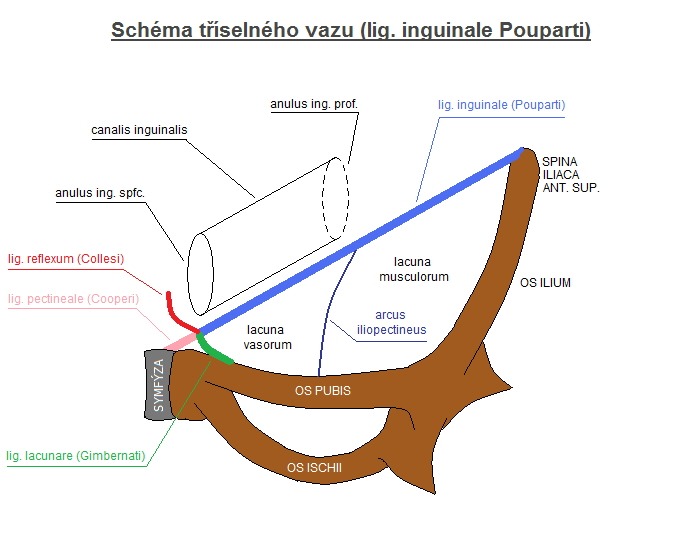 Schéma tříselného vazu (lig. inguinale Pouparti)
anulus ing. prof.
lig. inguinale (Pouparti)
canalis inguinalis
SPINA
ILIACA
ANT. SUP.
anulus ing. spfc.
lig. reflexum (Collesi)
lacuna
musculorum
OS ILIUM
lig. pectineale (Cooperi)
arcus
iliopectineus
lacuna
vasorum
SYMFÝZA
OS PUBIS
lig. lacunare (Gimbernati)
OS ISCHII